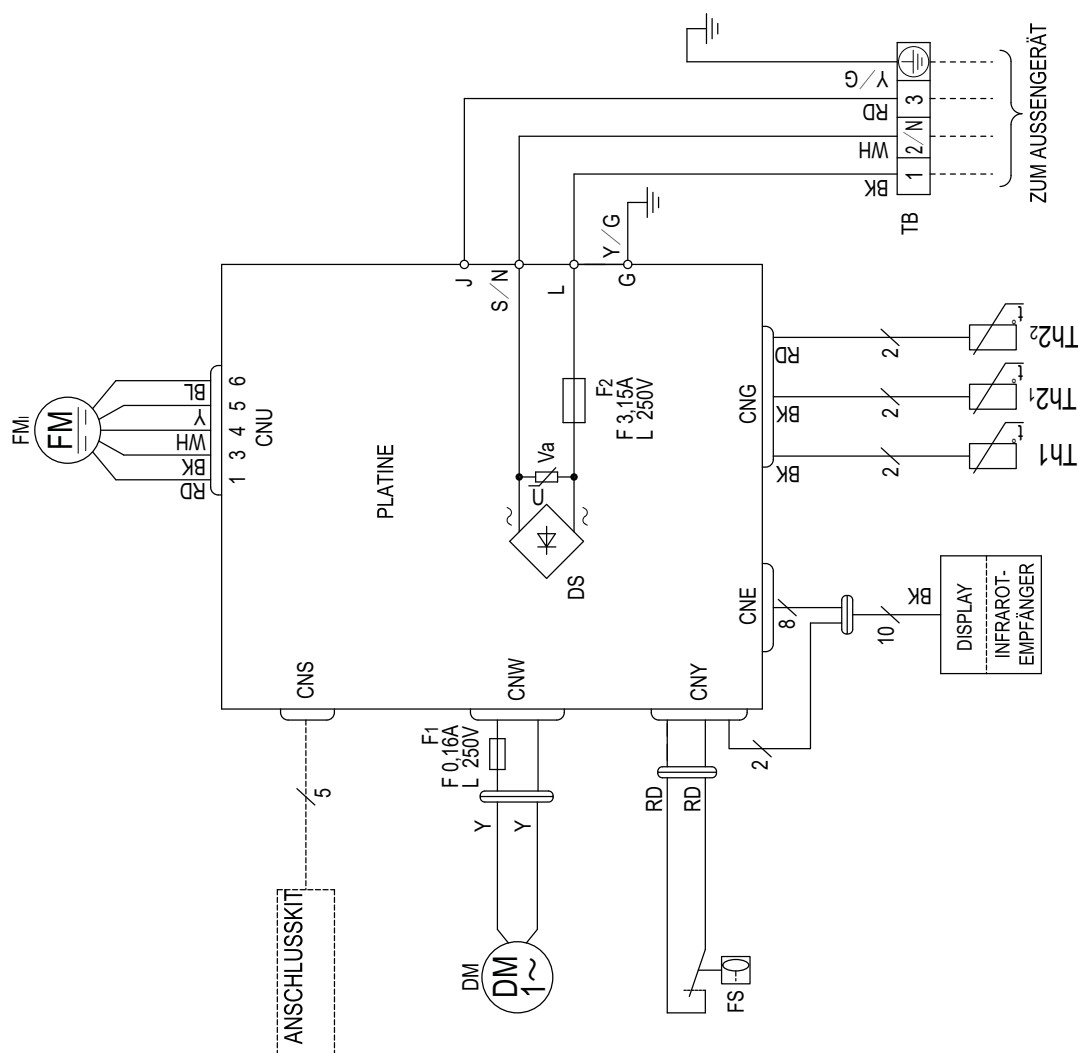 FMI
FM
RD
BK
WH
Y
BL
1 3 4 5 6
CNU
PLATINE
J
S/N
L
G
Y/G
Y/G
RD
WH
BK
3
2/N
1
TB
ZUM AUSSENGERÄT
F2
F 3,15A
L 250V
Va
U
~
~
DS
CNS
5
ANSCHLUSSKIT
CNW
F1
F 0,16A
L 250V
Y
Y
DM
DM
1~
CNY
RD
RD
FS
2
CNE
8
10
BK
DISPLAY
INFRAROT-
EMPFÄNGER
CNG
BK
BK
RD
2
2
2
t°
t°
t°
Th1
Th21
Th22